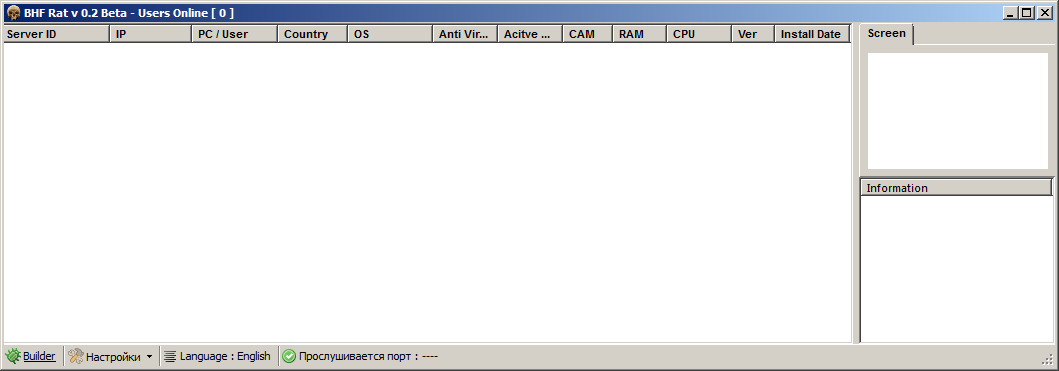 BHF Rat v 0.2 Beta - Users Online [ 0 ]
Server ID IP PC / User Country OS Anti Vir... Acitve ... CAM RAM CPU Ver Install Date
Screen
Information
Builder Настройки Language : English Прослушивается порт : ----